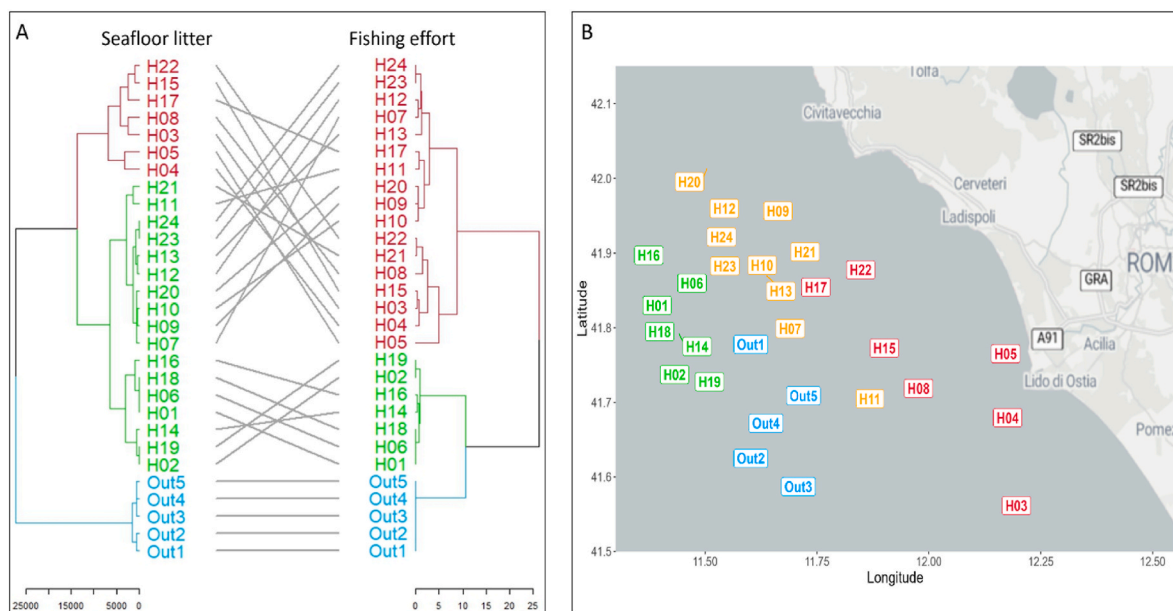 A
Seafloor litter
Fishing effort
H22
H15
H17
H08
H03
H05
H04
H21
H11
H24
H23
H13
H12
H20
H10
H09
H07
H16
H18
H06
H01
H14
H19
H02
Out5
Out4
Out3
Out2
Out1
H24
H23
H12
H07
H13
H17
H11
H20
H09
H10
H22
H21
H08
H15
H03
H04
H05
H19
H02
H16
H14
H18
H06
H01
Out5
Out4
Out3
Out2
Out1
25000 15000 5000 0
0 5 10 15 20 25
B
Latitude
42.1
42.0
41.9
41.8
41.7
41.6
41.5
Tolfa
Civitavecchia
SR2bis
Cerveteri
SR2bis
Ladispoli
GRA
ROM
A91
Acilia
Lido di Ostia
Pomez
H20
H12
H09
H24
H21
H16
H23
H10
H22
H06
H13
H17
H01
H18
H07
H14
Out1
H15
H05
H02
H19
H08
Out5
H11
Out4
H04
Out2
Out3
H03
11.50 11.75 12.00 12.25 12.50
Longitude